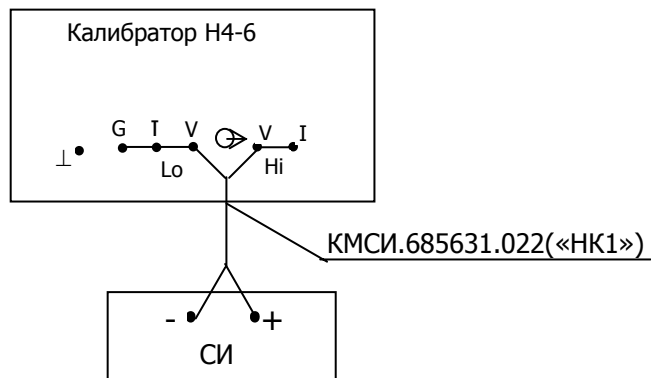 Калибратор Н4-6
G I V V I
⊥ Lo Hi
КМСИ.685631.022(«НК1»)
- +
СИ